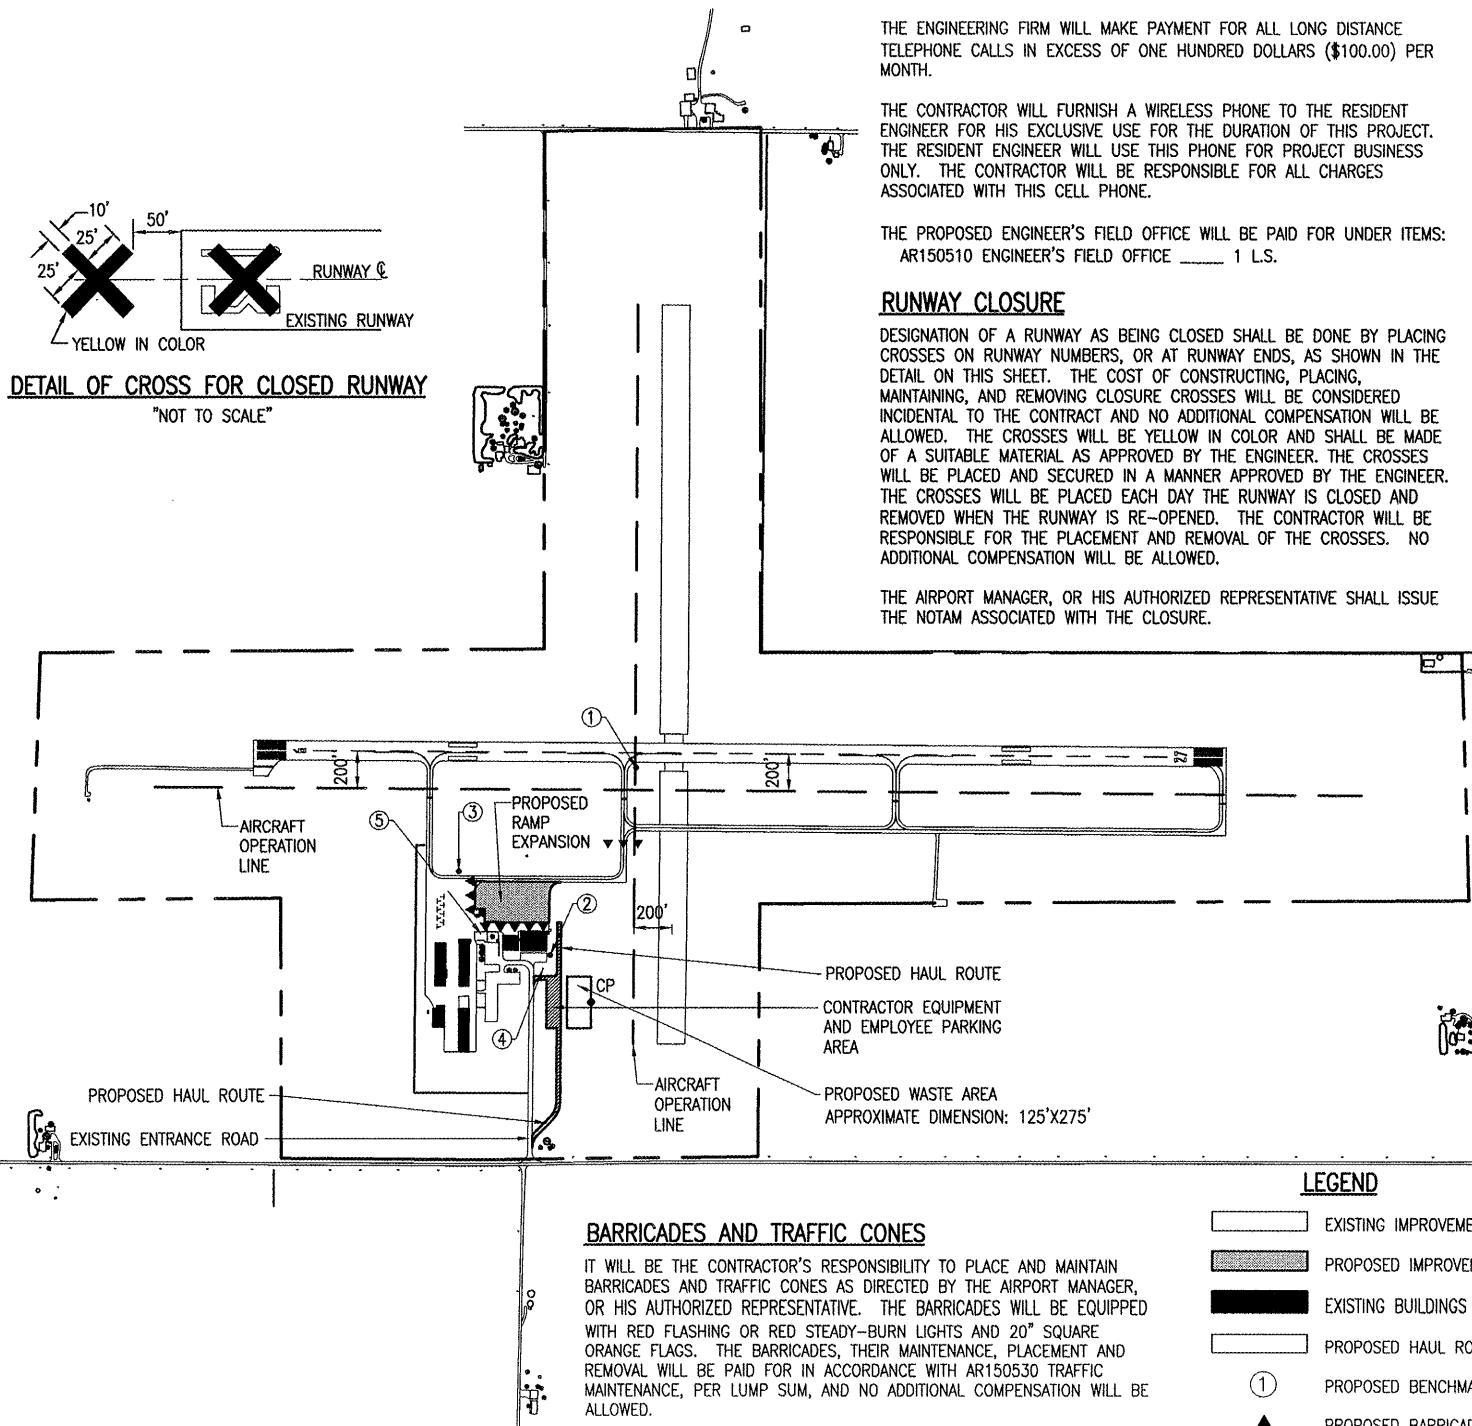 THE ENGINEERING FIRM WILL MAKE PAYMENT FOR ALL LONG DISTANCE
TELEPHONE CALLS IN EXCESS OF ONE HUNDRED DOLLARS ($100.00) PER
MONTH.
THE CONTRACTOR WILL FURNISH A WIRELESS PHONE TO THE RESIDENT
ENGINEER FOR HIS EXCLUSIVE USE FOR THE DURATION OF THIS PROJECT.
THE RESIDENT ENGINEER WILL USE THIS PHONE FOR PROJECT BUSINESS
ONLY. THE CONTRACTOR WILL BE RESPONSIBLE FOR ALL CHARGES
ASSOCIATED WITH THIS CELL PHONE.
THE PROPOSED ENGINEER'S FIELD OFFICE WILL BE PAID FOR UNDER ITEMS:
AR150510 ENGINEER'S FIELD OFFICE _____ 1 L.S.
RUNWAY CLOSURE
DESIGNATION OF A RUNWAY AS BEING CLOSED SHALL BE DONE BY PLACING
CROSSES ON RUNWAY NUMBERS, OR AT RUNWAY ENDS, AS SHOWN IN THE
DETAIL ON THIS SHEET. THE COST OF CONSTRUCTING, PLACING,
MAINTAINING, AND REMOVING CLOSURE CROSSES WILL BE CONSIDERED
INCIDENTAL TO THE CONTRACT AND NO ADDITIONAL COMPENSATION WILL BE
ALLOWED. THE CROSSES WILL BE YELLOW IN COLOR AND SHALL BE MADE
OF A SUITABLE MATERIAL AS APPROVED BY THE ENGINEER. THE CROSSES
WILL BE PLACED AND SECURED IN A MANNER APPROVED BY THE ENGINEER.
THE CROSSES WILL BE PLACED EACH DAY THE RUNWAY IS CLOSED AND
REMOVED WHEN THE RUNWAY IS RE-OPENED. THE CONTRACTOR WILL BE
RESPONSIBLE FOR THE PLACEMENT AND REMOVAL OF THE CROSSES. NO
ADDITIONAL COMPENSATION WILL BE ALLOWED.
THE AIRPORT MANAGER, OR HIS AUTHORIZED REPRESENTATIVE SHALL ISSUE
THE NOTAM ASSOCIATED WITH THE CLOSURE.
10'
25'
50'
25'
RUNWAY ℄
EXISTING RUNWAY
YELLOW IN COLOR
DETAIL OF CROSS FOR CLOSED RUNWAY
"NOT TO SCALE"
1
27
200'
200'
AIRCRAFT
OPERATION
LINE
5
3
PROPOSED
RAMP
EXPANSION
2
200'
CP
4
PROPOSED HAUL ROUTE
CONTRACTOR EQUIPMENT
AND EMPLOYEE PARKING
AREA
PROPOSED WASTE AREA
APPROXIMATE DIMENSION: 125'X275'
AIRCRAFT
OPERATION
LINE
PROPOSED HAUL ROUTE
EXISTING ENTRANCE ROAD
BARRICADES AND TRAFFIC CONES
IT WILL BE THE CONTRACTOR'S RESPONSIBILITY TO PLACE AND MAINTAIN
BARRICADES AND TRAFFIC CONES AS DIRECTED BY THE AIRPORT MANAGER,
OR HIS AUTHORIZED REPRESENTATIVE. THE BARRICADES WILL BE EQUIPPED
WITH RED FLASHING OR RED STEADY-BURN LIGHTS AND 20" SQUARE
ORANGE FLAGS. THE BARRICADES, THEIR MAINTENANCE, PLACEMENT AND
REMOVAL WILL BE PAID FOR IN ACCORDANCE WITH AR150530 TRAFFIC
MAINTENANCE, PER LUMP SUM, AND NO ADDITIONAL COMPENSATION WILL BE
ALLOWED.
LEGEND
EXISTING IMPROVEME
PROPOSED IMPROVE
EXISTING BUILDINGS
PROPOSED HAUL RO
1 PROPOSED BENCHMA
PROPOSED BARRICAD